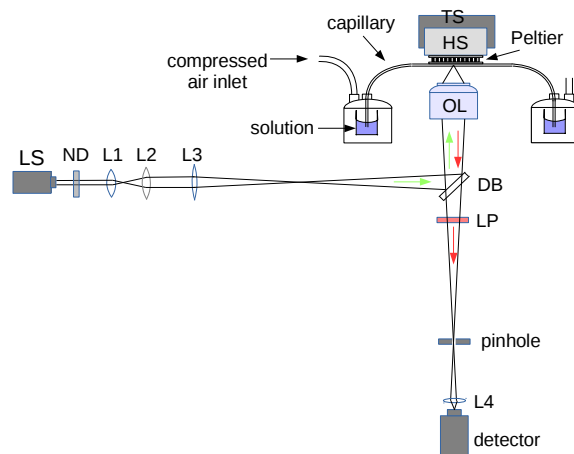 TS
capillary
HS
Peltier
compressed
air inlet
OL
solution
LS
ND
L1
L2
L3
DB
LP
pinhole
L4
detector